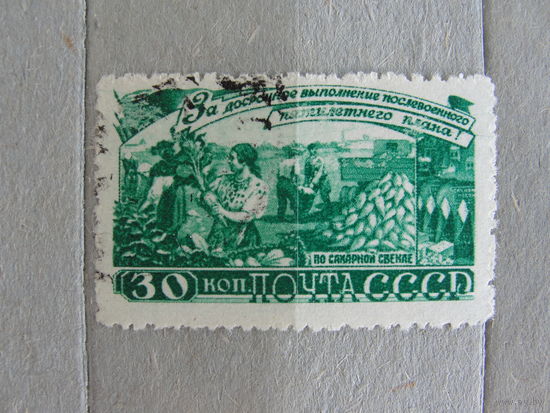 За досрочное выполнение послевоенного
пятилетнего плана!
ПО САХАРНОЙ СВЕКЛЕ
30 КОП. ПОЧТА СССР